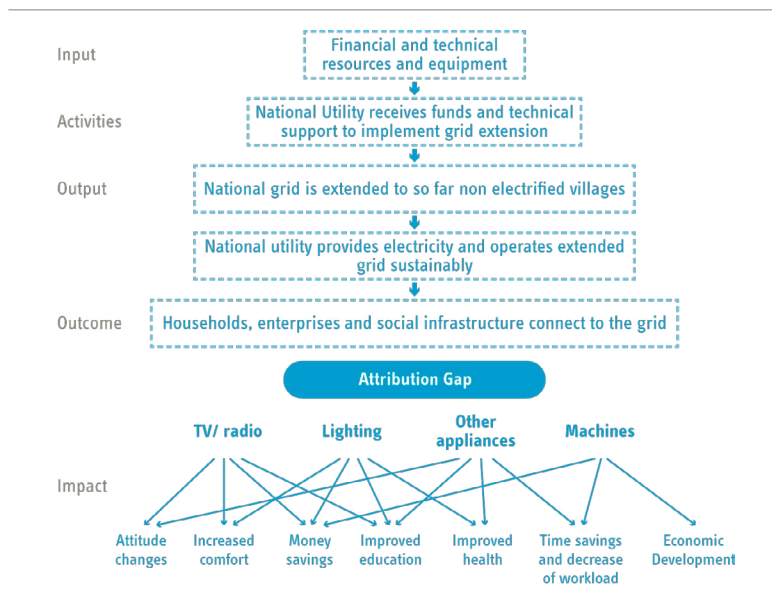 Input
Financial and technical
resources and equipment
Activities
National Utility receives funds and technical
support to implement grid extension
Output
National grid is extended to so far non electrified villages
National utility provides electricity and operates extended
grid sustainably
Outcome
Households, enterprises and social infrastructure connect to the grid
Attribution Gap
TV/ radio
Lighting
Other
appliances
Machines
Impact
Attitude
changes
Increased
comfort
Money
savings
Improved
education
Improved
health
Time savings
and decrease
of workload
Economic
Development